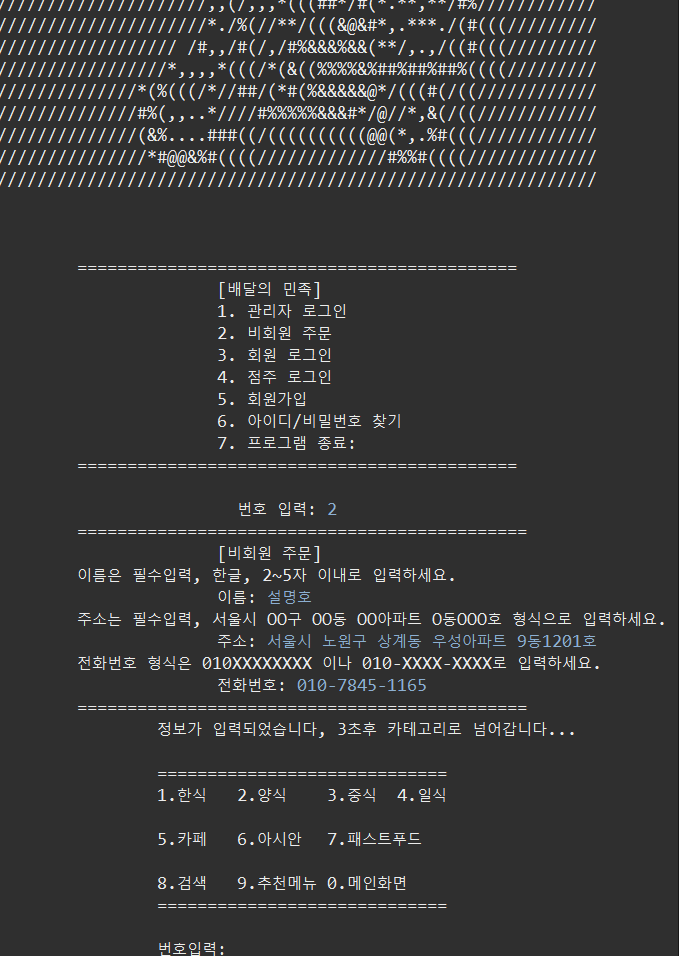 ============================================
[배달의 민족]
1. 관리자 로그인
2. 비회원 주문
3. 회원 로그인
4. 점주 로그인
5. 회원가입
6. 아이디/비밀번호 찾기
7. 프로그램 종료:
============================================
번호 입력: 2
=============================================
[비회원 주문]
이름은 필수입력, 한글, 2~5자 이내로 입력하세요.
이름: 설명호
주소는 필수입력, 서울시 OO구 OO동 OO아파트 O동OOO호 형식으로 입력하세요.
주소: 서울시 노원구 상계동 우성아파트 9동1201호
전화번호 형식은 010XXXXXXXX 이나 010-XXXX-XXXX로 입력하세요.
전화번호: 010-7845-1165
=============================================
정보가 입력되었습니다, 3초후 카테고리로 넘어갑니다...
=============================
1.한식 2.양식 3.중식 4.일식
5.카페 6.아시안 7.패스트푸드
8.검색 9.추천메뉴 0.메인화면
=============================
번호입력: